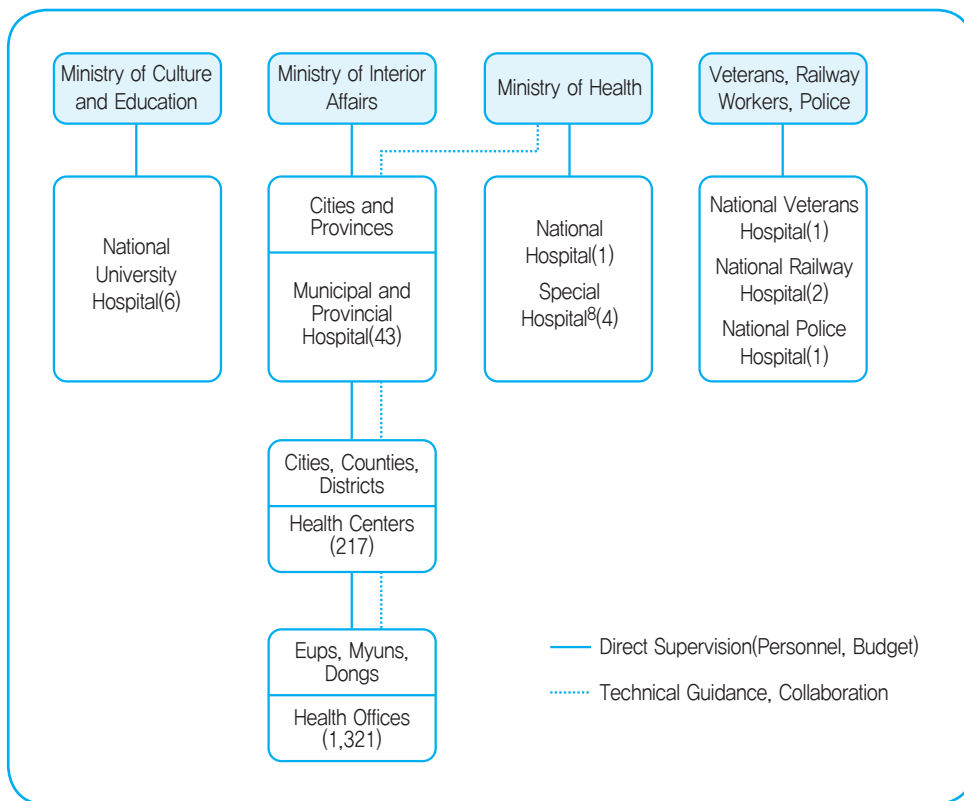 Ministry of Culture
and Education
Ministry of Interior
Affairs
Ministry of Health
Veterans, Railway
Workers, Police
National
University
Hospital(6)
Cities and
Provinces
Municipal and
Provincial
Hospital(43)
National
Hospital(1)
Special
Hospital⁸(4)
National Veterans
Hospital(1)
National Railway
Hospital(2)
National Police
Hospital(1)
Cities, Counties,
Districts
Health Centers
(217)
Eups, Myuns,
Dongs
Health Offices
(1,321)
Direct Supervision(Personnel, Budget)
Technical Guidance, Collaboration